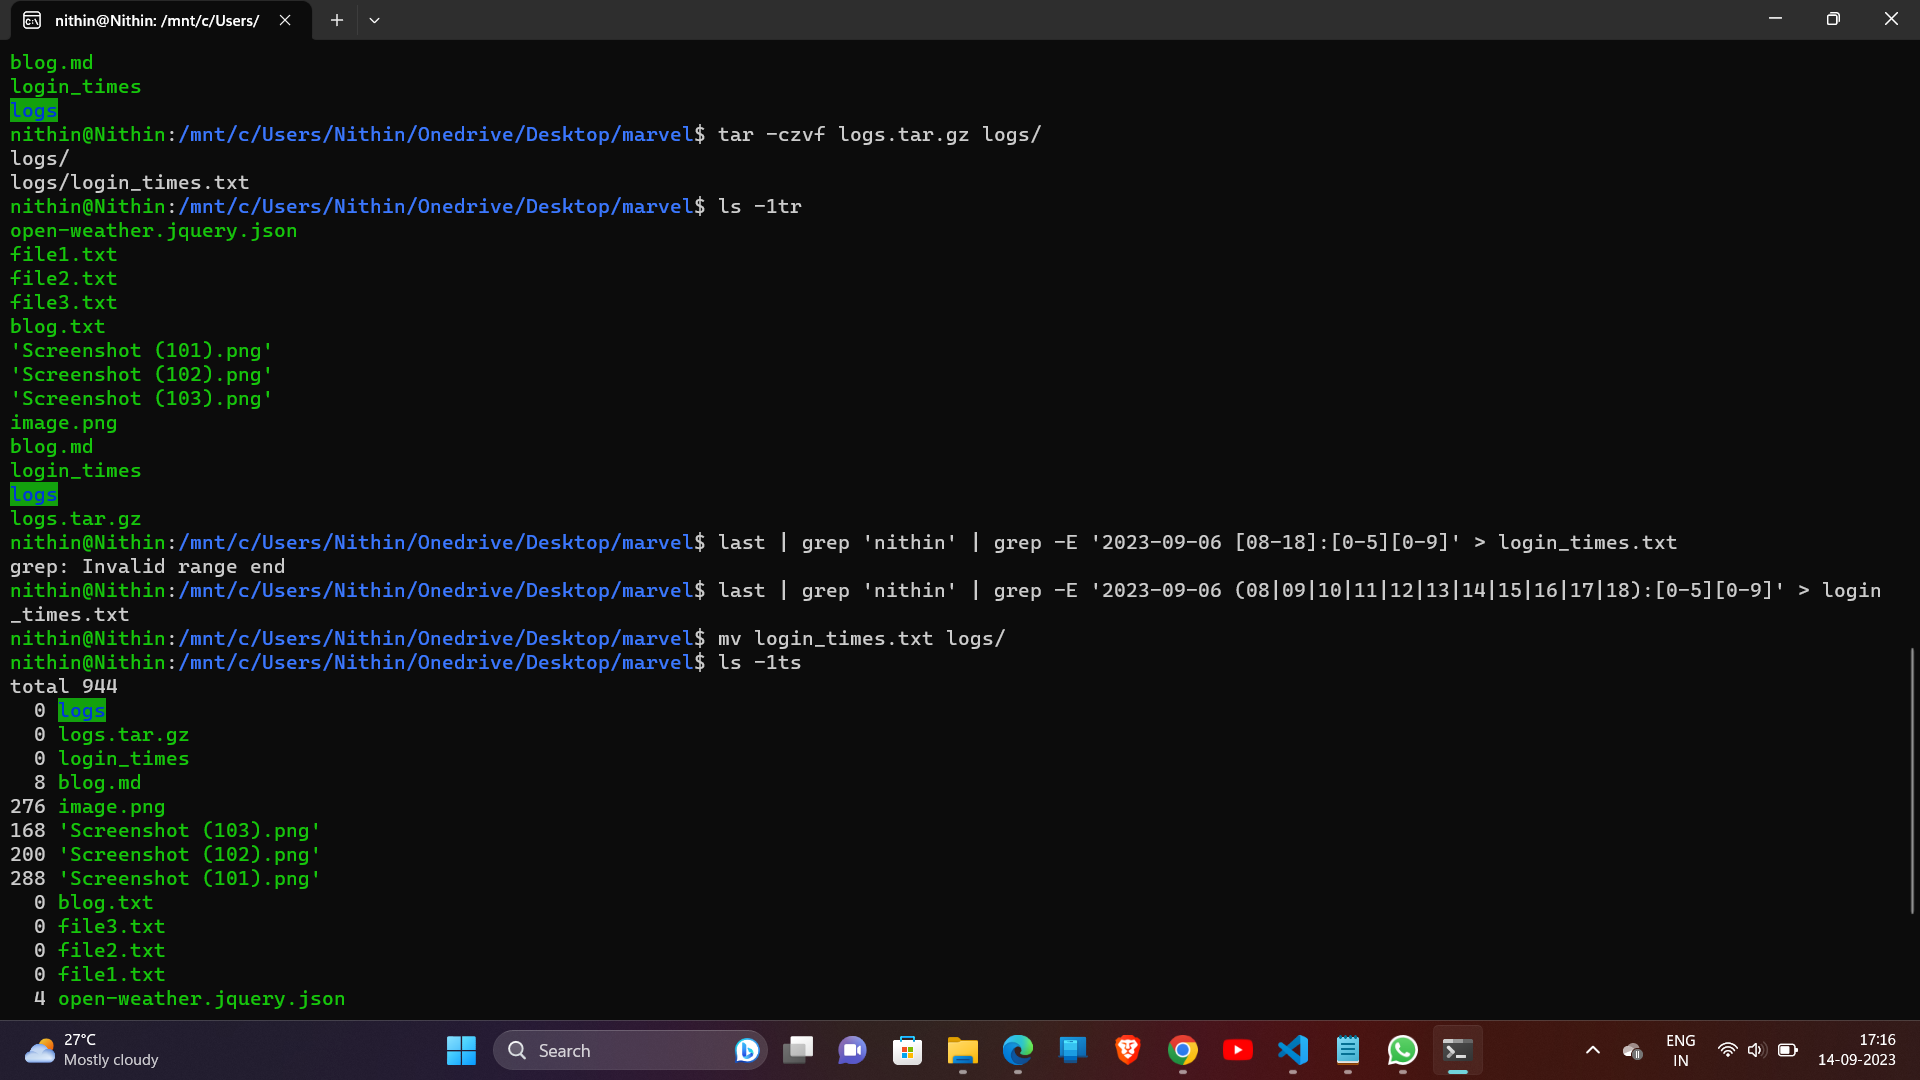 nithin@Nithin: /mnt/c/Users/
blog.md
login_times
logs
nithin@Nithin:/mnt/c/Users/Nithin/Onedrive/Desktop/marvel$ tar -czvf logs.tar.gz logs/
logs/
logs/login_times.txt
nithin@Nithin:/mnt/c/Users/Nithin/Onedrive/Desktop/marvel$ ls -1tr
open-weather.jquery.json
file1.txt
file2.txt
file3.txt
blog.txt
'Screenshot (101).png'
'Screenshot (102).png'
'Screenshot (103).png'
image.png
blog.md
login_times
logs
logs.tar.gz
nithin@Nithin:/mnt/c/Users/Nithin/Onedrive/Desktop/marvel$ last | grep 'nithin' | grep -E '2023-09-06 [08-18]:[0-5][0-9]' > login_times.txt
grep: Invalid range end
nithin@Nithin:/mnt/c/Users/Nithin/Onedrive/Desktop/marvel$ last | grep 'nithin' | grep -E '2023-09-06 (08|09|10|11|12|13|14|15|16|17|18):[0-5][0-9]' > login
_times.txt
nithin@Nithin:/mnt/c/Users/Nithin/Onedrive/Desktop/marvel$ mv login_times.txt logs/
nithin@Nithin:/mnt/c/Users/Nithin/Onedrive/Desktop/marvel$ ls -1ts
total 944
0 logs
0 logs.tar.gz
0 login_times
8 blog.md
276 image.png
168 'Screenshot (103).png'
200 'Screenshot (102).png'
288 'Screenshot (101).png'
0 blog.txt
0 file3.txt
0 file2.txt
0 file1.txt
4 open-weather.jquery.json
27°C
Mostly cloudy
Search
ENG
IN
17:16
14-09-2023